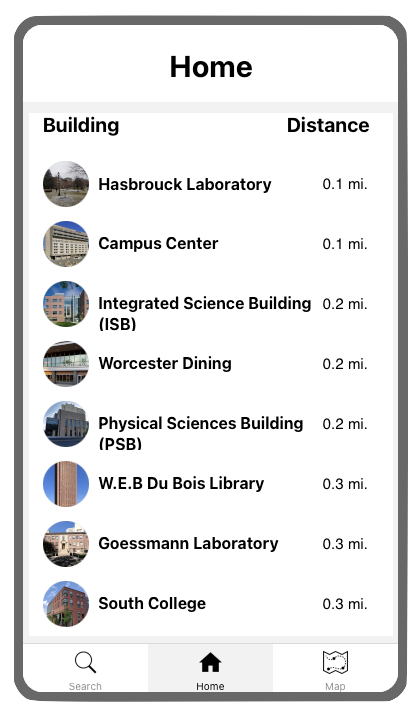 Home
Building Distance
Hasbrouck Laboratory 0.1 mi.
Campus Center 0.1 mi.
Integrated Science Building 0.2 mi.
(ISB)
Worcester Dining 0.2 mi.
Physical Sciences Building 0.2 mi.
(PSB)
W.E.B Du Bois Library 0.3 mi.
Goessmann Laboratory 0.3 mi.
South College 0.3 mi.
Search Home Map